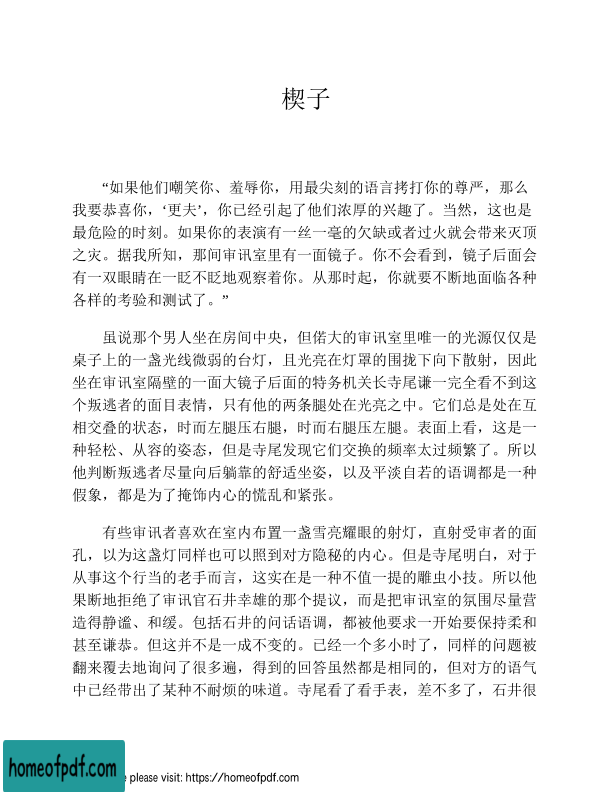 楔子
“如果他们嘲笑你、羞辱你，用最尖刻的语言拷打你的尊严，那么
我要恭喜你，‘更夫’，你已经引起了他们浓厚的兴趣了。当然，这也是
最危险的时刻。如果你的表演有一丝一毫的欠缺或者过火就会带来灭顶
之灾。据我所知，那间审讯室里有一面镜子。你不会看到，镜子后面会
有一双眼睛在一眨不眨地观察着你。从那时起，你就要不断地面临各种
各样的考验和测试了。”
虽说那个男人坐在房间中央，但偌大的审讯室里唯一的光源仅仅是
桌子上的一盏光线微弱的台灯，且光亮在灯罩的围拢下向下散射，因此
坐在审讯室隔壁的一面大镜子后面的特务机关长寺尾谦一完全看不到这
个叛逃者的面目表情，只有他的两条腿处在光亮之中。它们总是处在互
相交叠的状态，时而左腿压右腿，时而右腿压左腿。表面上看，这是一
种轻松、从容的姿态，但是寺尾发现它们交换的频率太过频繁了。所以
他判断叛逃者尽量向后躺靠的舒适坐姿，以及平淡自若的语调都是一种
假象，都是为了掩饰内心的慌乱和紧张。
有些审讯者喜欢在室内布置一盏雪亮耀眼的射灯，直射受审者的面
孔，以为这盏灯同样也可以照到对方隐秘的内心。但是寺尾明白，对于
从事这个行当的老手而言，这实在是一种不值一提的雕虫小技。所以他
果断地拒绝了审讯官石井幸雄的那个提议，而是把审讯室的氛围尽量营
造得静谧、和缓。包括石井的问话语调，都被他要求一开始要保持柔和
甚至谦恭。但这并不是一成不变的。已经一个多小时了，同样的问题被
翻来覆去地询问了很多遍，得到的回答虽然都是相同的，但对方的语气
中已经带出了某种不耐烦的味道。寺尾看了看手表，差不多了，石井很
homeofpdf.com
e please visit: https://homeofpdf.com